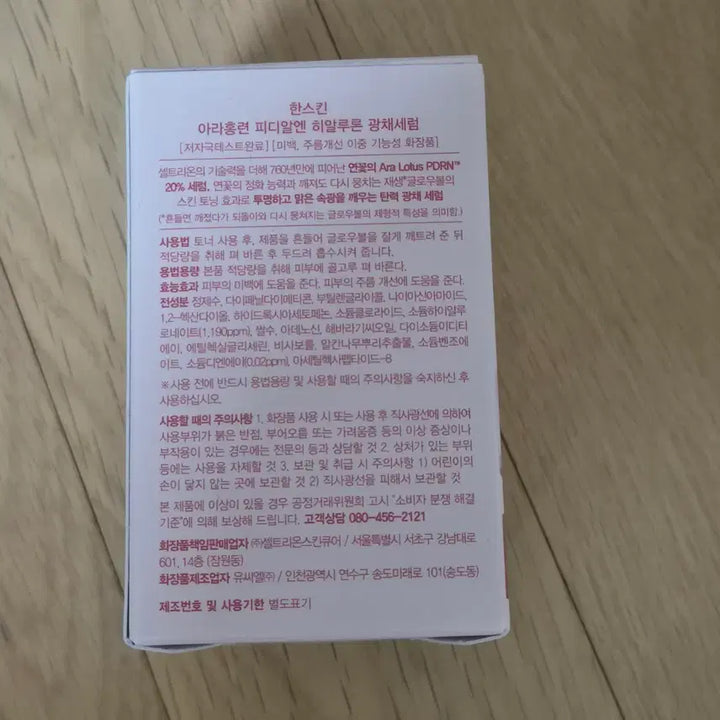 한스킨
아라홍련 피디알엔 히알루론 광채세럼
[저자극테스트완료] [미백, 주름개선 이중 기능성 화장품]
셀트리온의 기술력을 더해 760년만에 피어난 연꽃의 Ara Lotus PDRN™
20% 세럼. 연꽃의 정화 능력과 깨져도 다시 뭉치는 재생*글로우볼의
스킨 토닝 효과로 투명하고 맑은 속광을 깨우는 탄력 광채 세럼
(*흔들면 깨졌다가 되돌아와 다시 뭉쳐지는 글로우볼의 제형적 특성을 의미함.)
사용법 토너 사용 후, 제품을 흔들어 글로우볼을 잘게 깨트려 준 뒤
적당량을 취해 펴 바른 후 두드려 흡수시켜 줍니다.
용법용량 본품 적당량을 취해 피부에 골고루 펴 바른다.
효능효과 피부의 미백에 도움을 준다. 피부의 주름 개선에 도움을 준다.
전성분 정제수, 다이페닐다이메티콘, 부틸렌글라이콜, 나이아신아마이드,
1,2-헥산다이올, 하이드록시아세토페논, 소듐클로라이드, 소듐하이알루
로네이트(1,190ppm), 쌀수, 아데노신, 해바라기씨오일, 다이소듐이디티
에이, 에틸헥실글리세린, 비사보롤, 말칸나무뿌리추출물, 소듐벤조에
이트, 소듐디엔에이(0.02ppm), 아세틸헥사펩타이드-8
※사용 전에 반드시 용법용량 및 사용할 때의 주의사항을 숙지하신 후
사용하십시오.
사용할 때의 주의사항 1. 화장품 사용 시 또는 사용 후 직사광선에 의하여
사용부위가 붉은 반점, 부어오름 또는 가려움증 등의 이상 증상이나
부작용이 있는 경우에는 전문의 등과 상담할 것 2. 상처가 있는 부위
등에는 사용을 자제할 것 3. 보관 및 취급 시 주의사항 1) 어린이의
손이 닿지 않는 곳에 보관할 것 2) 직사광선을 피해서 보관할 것
본 제품에 이상이 있을 경우 공정거래위원회 고시 "소비자 분쟁 해결
기준"에 의해 보상해 드립니다. 고객상담 080-456-2121
화장품책임판매업자 ㈜셀트리온스킨큐어 / 서울특별시 서초구 강남대로
601, 14층 (잠원동)
화장품제조업자 유씨엘㈜ / 인천광역시 연수구 송도미래로 101(송도동)
제조번호 및 사용기한 별도표기